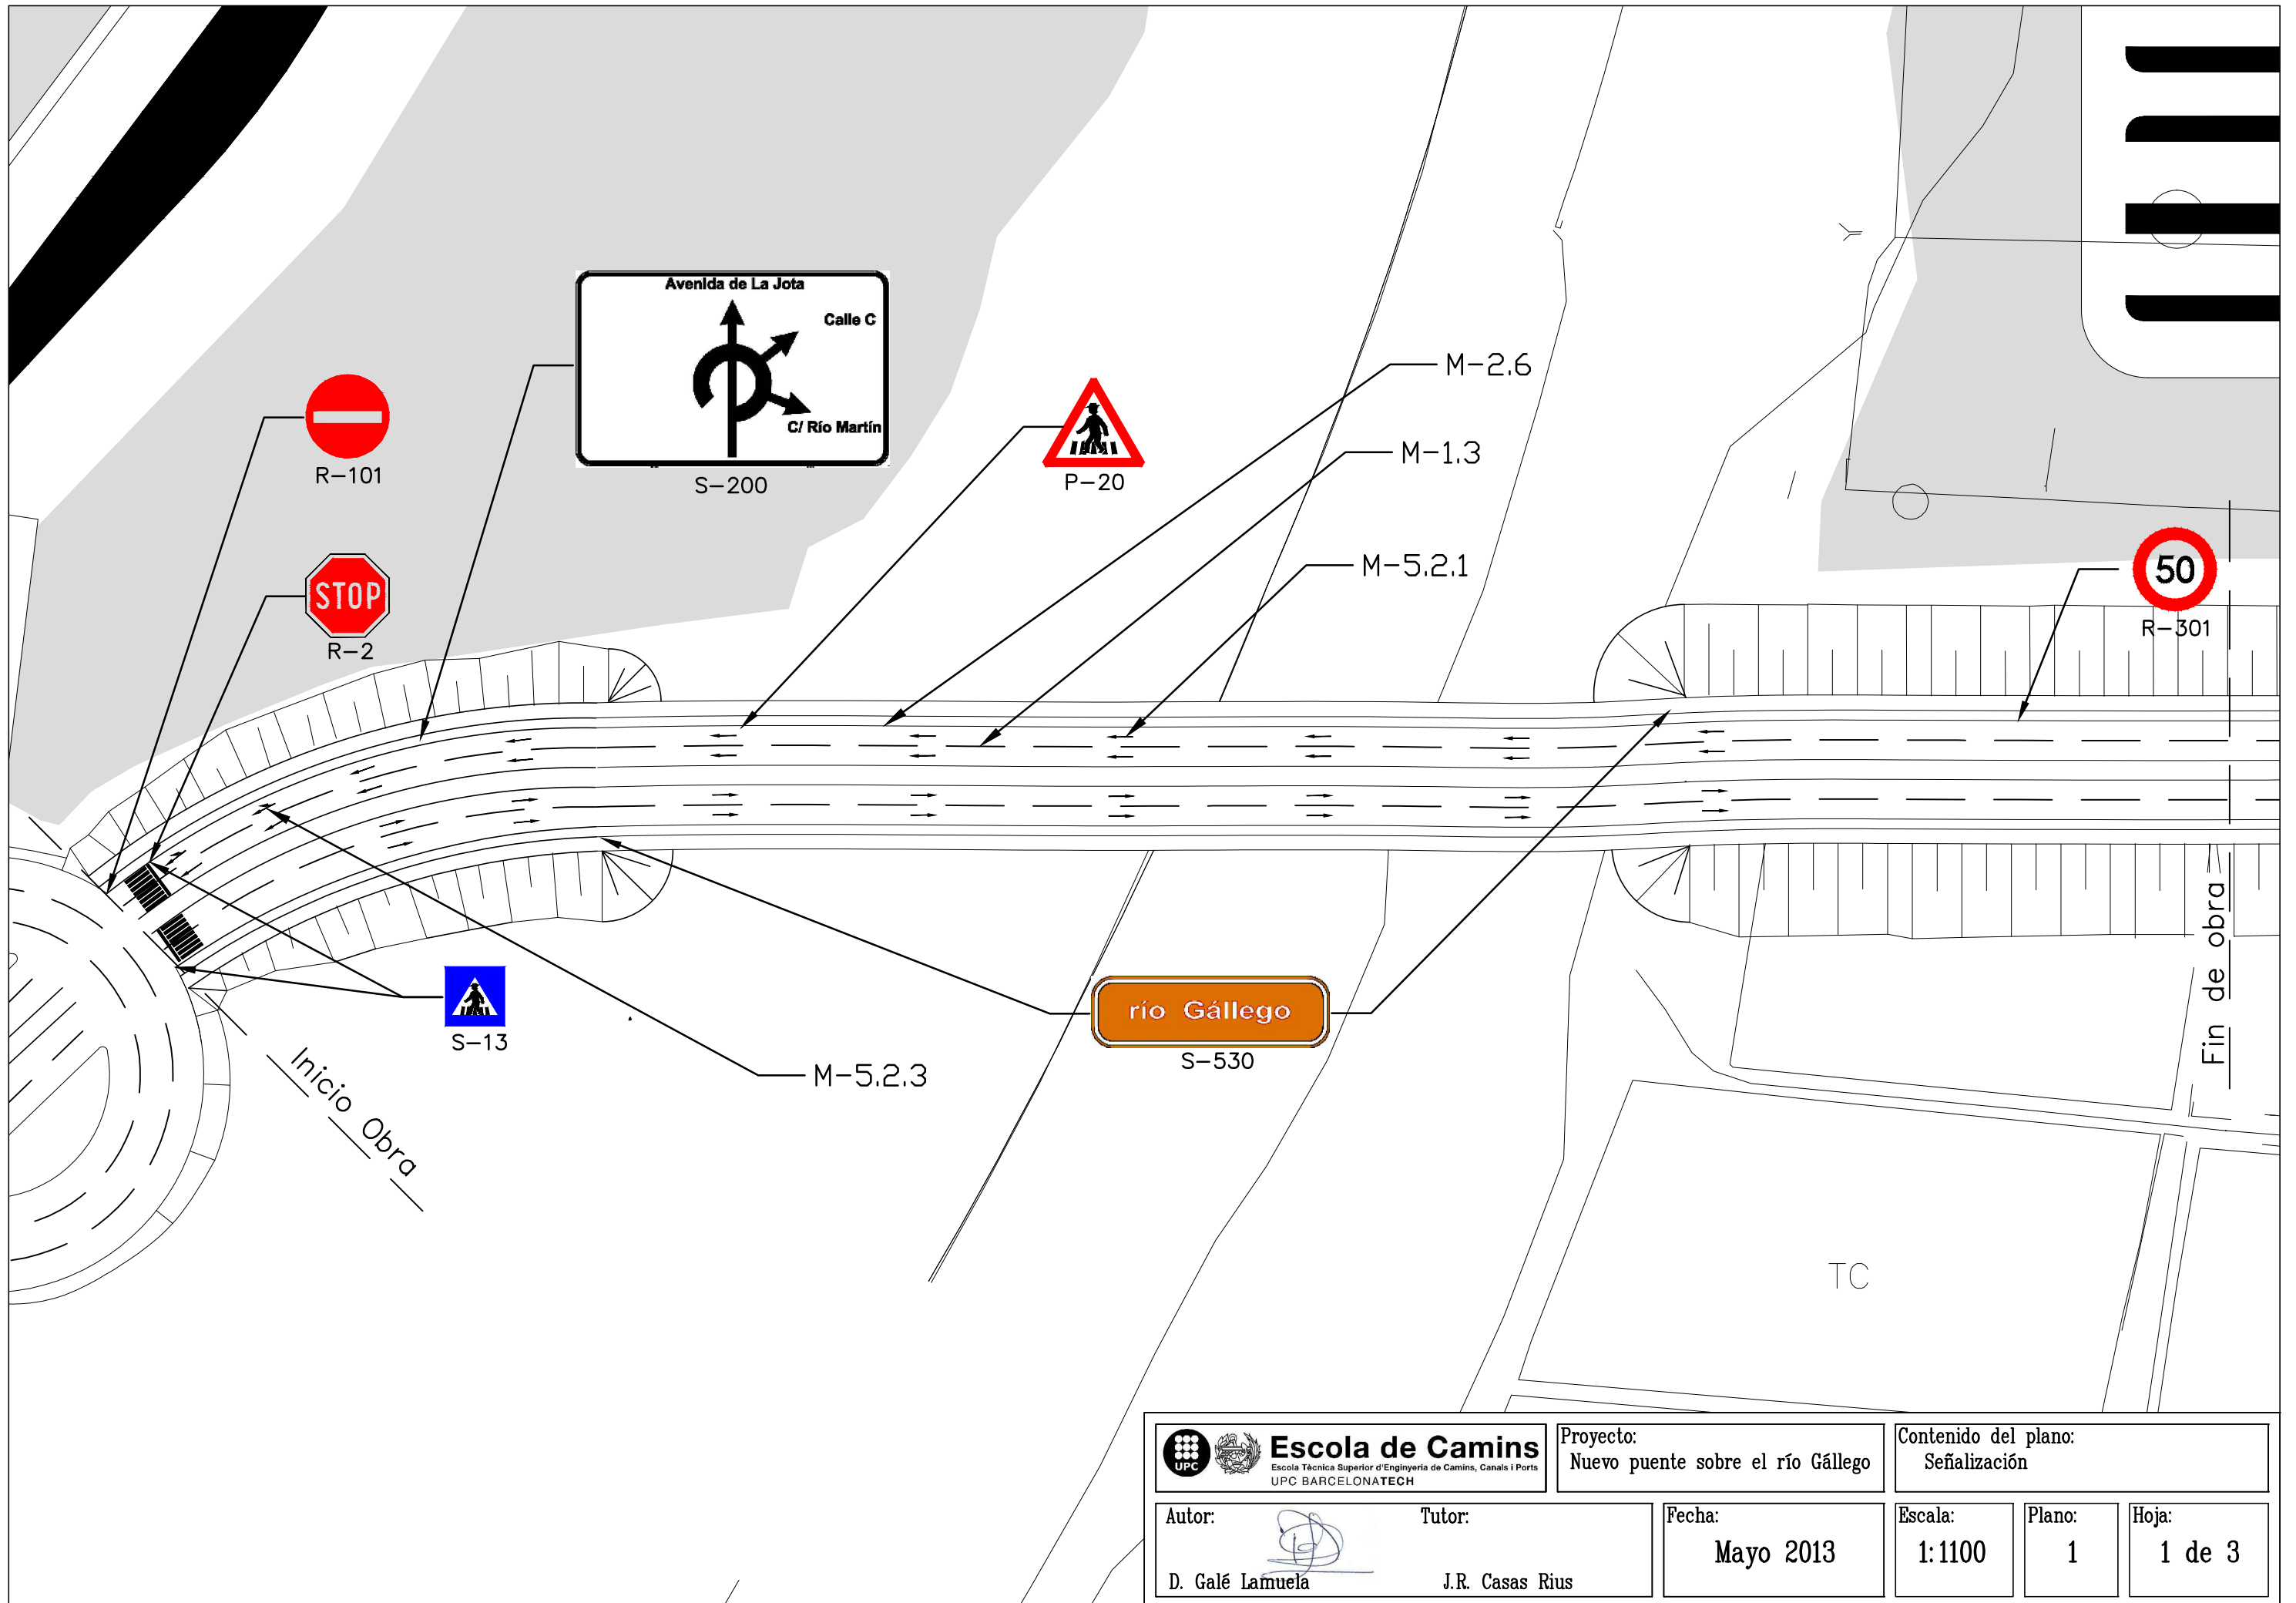 Avenida de La Jota
Calle C
C/ Río Martín
S-200
R-101
STOP
R-2
P-20
M-2.6
M-1.3
M-5.2.1
50
R-301
S-13
M-5.2.3
río Gállego
S-530
Inicio Obra
Fin de obra
TC
UPC
Escola de Camins
Escola Tècnica Superior d'Enginyeria de Camins, Canals i Ports
UPC BARCELONATECH
Proyecto:
Nuevo puente sobre el río Gállego
Contenido del plano:
Señalización
Autor:
D. Galé Lamuela
Tutor:
J.R. Casas Rius
Fecha:
Mayo 2013
Escala:
1:1100
Plano:
1
Hoja:
1 de 3